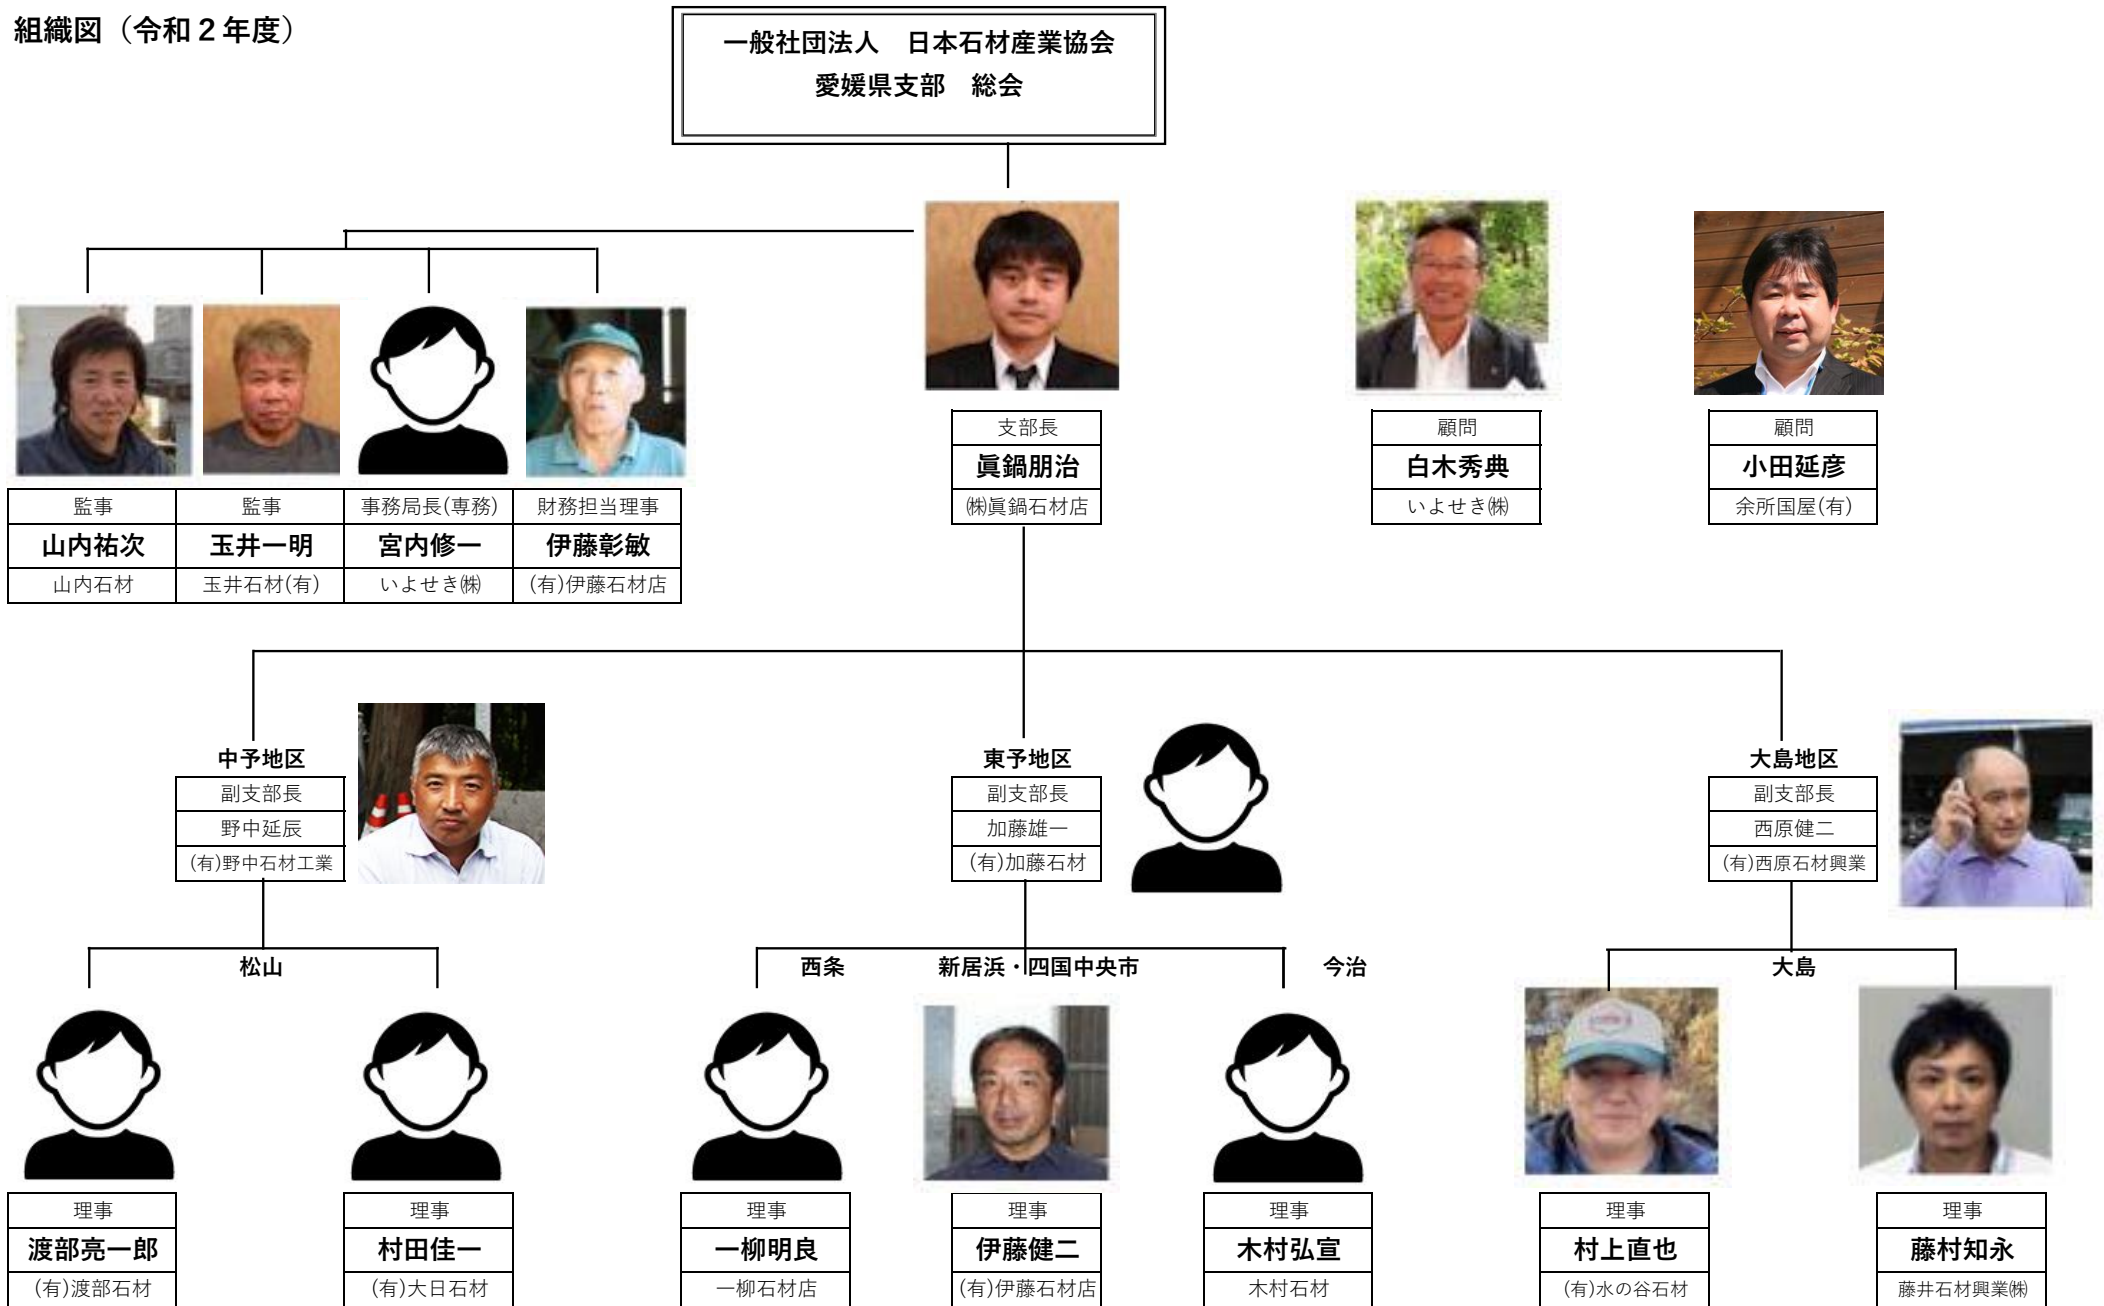 組織図（令和２年度）
一般社団法人　日本石材産業協会
愛媛県支部　総会
支部長
眞鍋朋治
㈱眞鍋石材店
顧問
白木秀典
いよせき㈱
顧問
小田延彦
余所国屋(有)
監事
山内祐次
山内石材
監事
玉井一明
玉井石材(有)
事務局長(専務)
宮内修一
いよせき㈱
財務担当理事
伊藤彰敏
(有)伊藤石材店
中予地区
副支部長
野中延辰
(有)野中石材工業
東予地区
副支部長
加藤雄一
(有)加藤石材
大島地区
副支部長
西原健二
(有)西原石材興業
松山
西条
新居浜・四国中央市
今治
大島
理事
渡部亮一郎
(有)渡部石材
理事
村田佳一
(有)大日石材
理事
一柳明良
一柳石材店
理事
伊藤健二
(有)伊藤石材店
理事
木村弘宣
木村石材
理事
村上直也
(有)水の谷石材
理事
藤村知永
藤井石材興業㈱